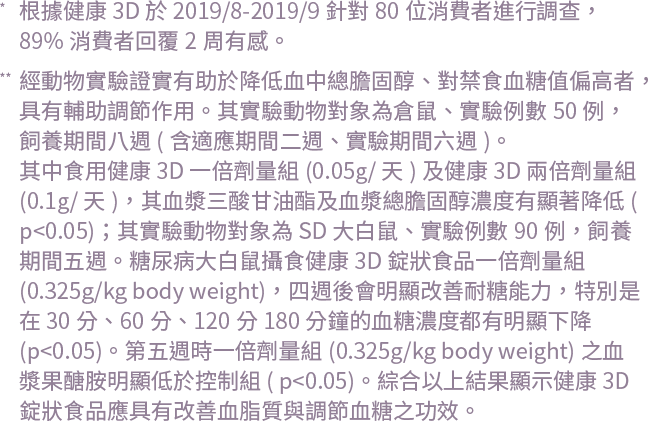 * 根據健康 3D 於 2019/8-2019/9 針對 80 位消費者進行調查，
89% 消費者回覆 2 周有感。
** 經動物實驗證實有助於降低血中總膽固醇、對禁食血糖值偏高者，
具有輔助調節作用。其實驗動物對象為倉鼠、實驗例數 50 例，
飼養期間八週 ( 含適應期間二週、實驗期間六週 )。
其中食用健康 3D 一倍劑量組 (0.05g/ 天 ) 及健康 3D 兩倍劑量組
(0.1g/ 天 )，其血漿三酸甘油酯及血漿總膽固醇濃度有顯著降低 (
p<0.05)；其實驗動物對象為 SD 大白鼠、實驗例數 90 例，飼養
期間五週。糖尿病大白鼠攝食健康 3D 錠狀食品一倍劑量組
(0.325g/kg body weight)，四週後會明顯改善耐糖能力，特別是
在 30 分、60 分、120 分 180 分鐘的血糖濃度都有明顯下降
(p<0.05)。第五週時一倍劑量組 (0.325g/kg body weight) 之血
漿果醣胺明顯低於控制組 ( p<0.05)。綜合以上結果顯示健康 3D
錠狀食品應具有改善血脂質與調節血糖之功效。